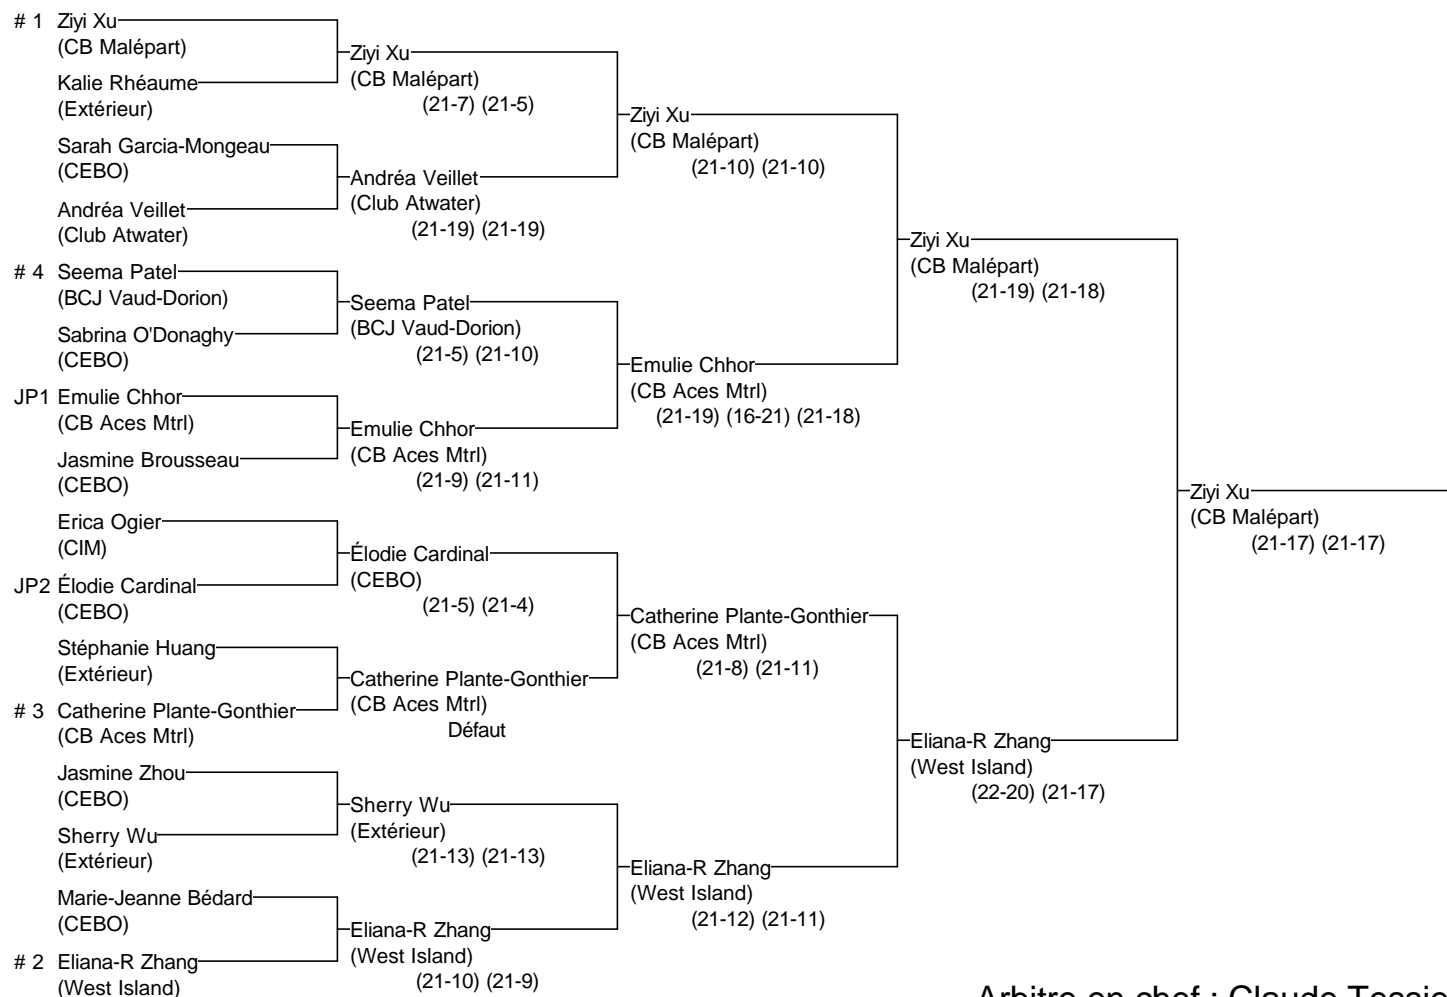 # 1 Ziyi Xu
(CB Malépart)
Kalie Rhéaume
(Extérieur)
Sarah Garcia-Mongeau
(CEBO)
Andréa Veillet
(Club Atwater)
# 4 Seema Patel
(BCJ Vaud-Dorion)
Sabrina O'Donaghy
(CEBO)
JP1 Emulie Chhor
(CB Aces Mtrl)
Jasmine Brousseau
(CEBO)
Erica Ogier
(CIM)
JP2 Élodie Cardinal
(CEBO)
Stéphanie Huang
(Extérieur)
# 3 Catherine Plante-Gonthier
(CB Aces Mtrl)
Jasmine Zhou
(CEBO)
Sherry Wu
(Extérieur)
Marie-Jeanne Bédard
(CEBO)
# 2 Eliana-R Zhang
(West Island)
Ziyi Xu
(CB Malépart)
(21-7) (21-5)
Andréa Veillet
(Club Atwater)
(21-19) (21-19)
Seema Patel
(BCJ Vaud-Dorion)
(21-5) (21-10)
Emulie Chhor
(CB Aces Mtrl)
(21-9) (21-11)
Élodie Cardinal
(CEBO)
(21-5) (21-4)
Catherine Plante-Gonthier
(CB Aces Mtrl)
Défaut
Sherry Wu
(Extérieur)
(21-13) (21-13)
Eliana-R Zhang
(West Island)
(21-10) (21-9)
Ziyi Xu
(CB Malépart)
(21-10) (21-10)
Emulie Chhor
(CB Aces Mtrl)
(21-19) (16-21) (21-18)
Catherine Plante-Gonthier
(CB Aces Mtrl)
(21-8) (21-11)
Eliana-R Zhang
(West Island)
(21-12) (21-11)
Ziyi Xu
(CB Malépart)
(21-19) (21-18)
Eliana-R Zhang
(West Island)
(22-20) (21-17)
Ziyi Xu
(CB Malépart)
(21-17) (21-17)
Arbitre en chef : Claude Tessie